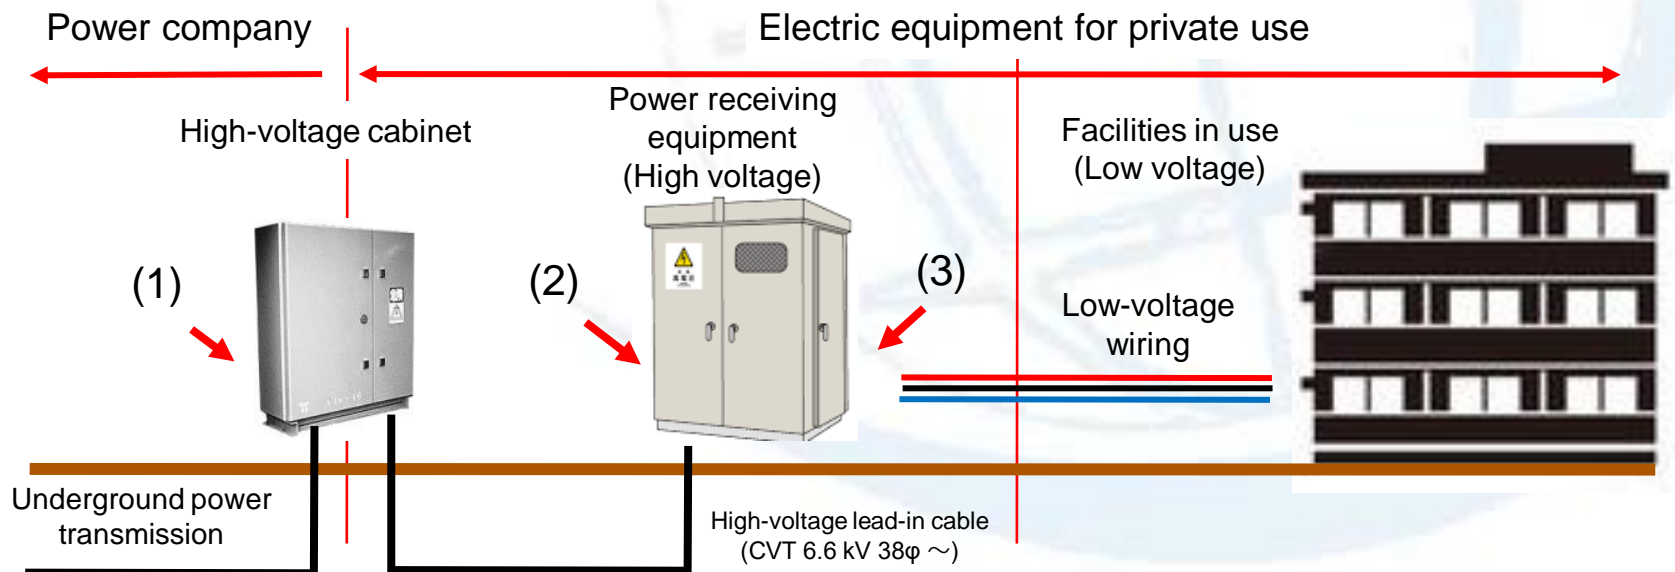 Power company
Electric equipment for private use
High-voltage cabinet
Power receiving
equipment
(High voltage)
Facilities in use
(Low voltage)
(1)
(2)
(3)
Low-voltage
wiring
Underground power
transmission
High-voltage lead-in cable
(CVT 6.6 kV 38φ ～)